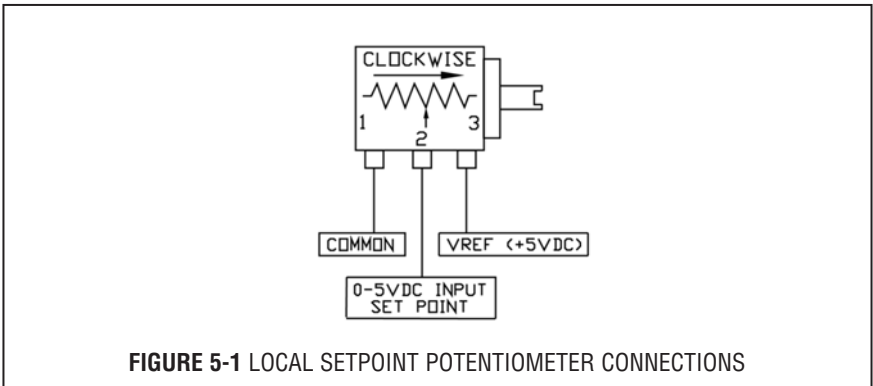 CLOCKWISE
1
2
3
COMMON
VREF (+5VDC)
0-5VDC INPUT
SET POINT
FIGURE 5-1 LOCAL SETPOINT POTENTIOMETER CONNECTIONS